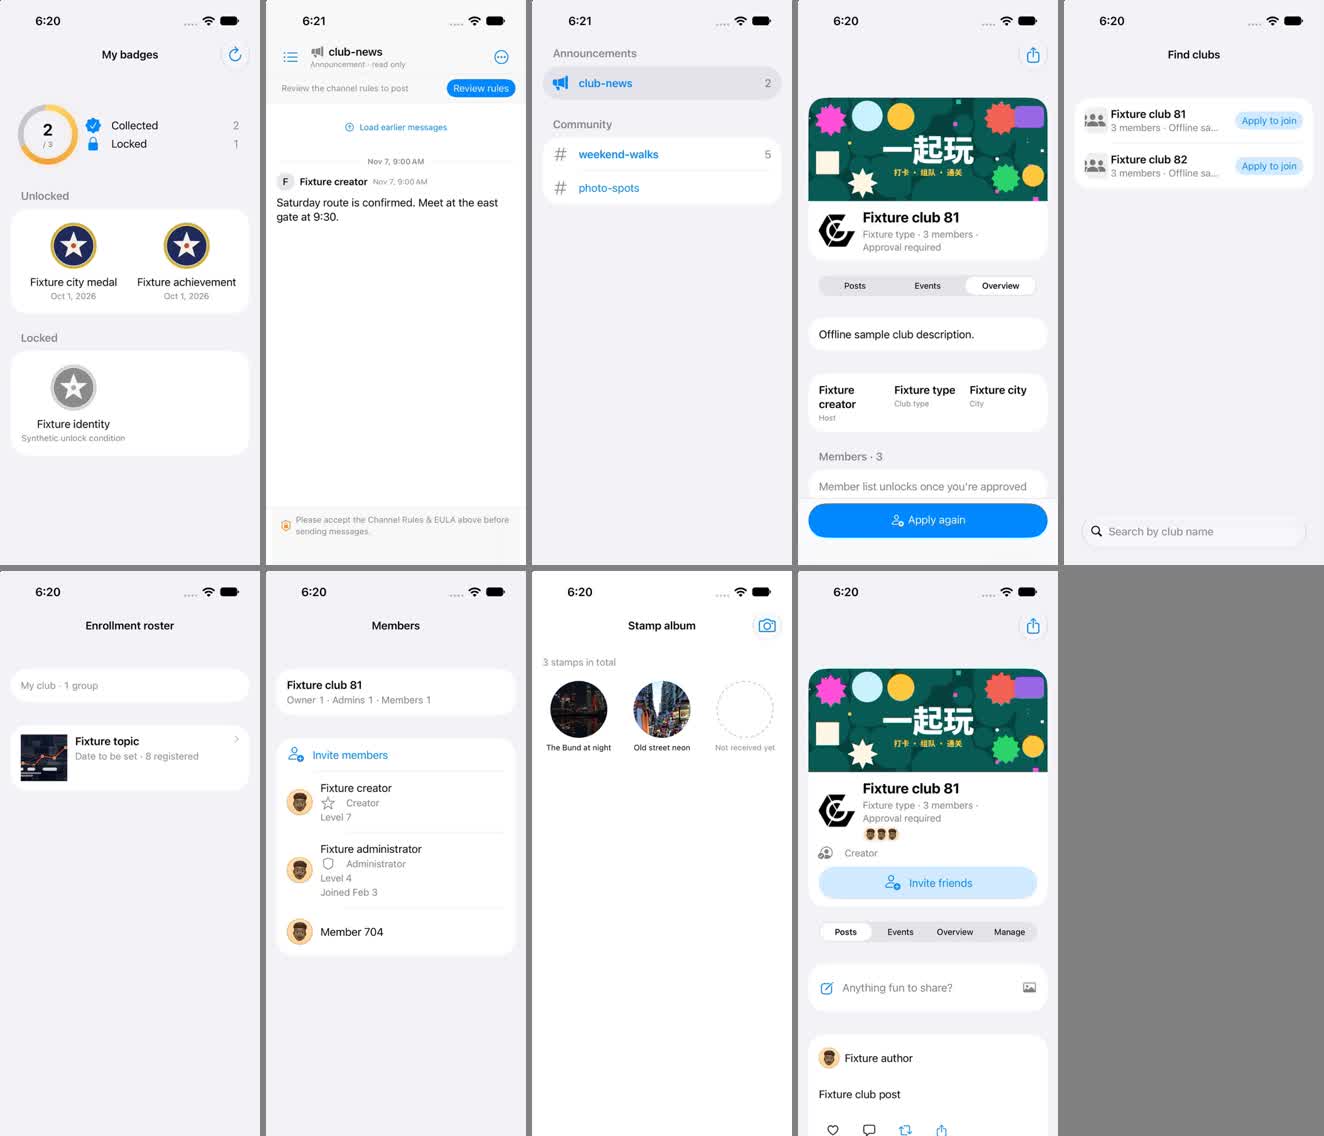 6:20
My badges
2
/ 3
Collected 2
Locked 1
Unlocked
Fixture city medal
Oct 1, 2026
Fixture achievement
Oct 1, 2026
Locked
Fixture identity
Synthetic unlock condition
6:21
club-news
Announcement · read only
Review the channel rules to post
Review rules
Load earlier messages
Nov 7, 9:00 AM
F Fixture creator Nov 7, 9:00 AM
Saturday route is confirmed. Meet at the east
gate at 9:30.
Please accept the Channel Rules & EULA above before
sending messages.
6:21
Announcements
club-news 2
Community
# weekend-walks 5
# photo-spots
6:20
一起玩
打卡 · 组队 · 通关
Fixture club 81
Fixture type · 3 members ·
Approval required
Posts Events Overview
Offline sample club description.
Fixture
creator
Host
Fixture type
Club type
Fixture city
City
Members · 3
Member list unlocks once you're approved
Apply again
6:20
Find clubs
Fixture club 81
3 members · Offline sa...
Apply to join
Fixture club 82
3 members · Offline sa...
Apply to join
Search by club name
6:20
Enrollment roster
My club · 1 group
Fixture topic
Date to be set · 8 registered
6:20
Members
Fixture club 81
Owner 1 · Admins 1 · Members 1
Invite members
Fixture creator
Creator
Level 7
Fixture administrator
Administrator
Level 4
Joined Feb 3
Member 704
6:20
Stamp album
3 stamps in total
The Bund at night
Old street neon
Not received yet
6:20
一起玩
打卡 · 组队 · 通关
Fixture club 81
Fixture type · 3 members ·
Approval required
Creator
Invite friends
Posts Events Overview Manage
Anything fun to share?
Fixture author
Fixture club post